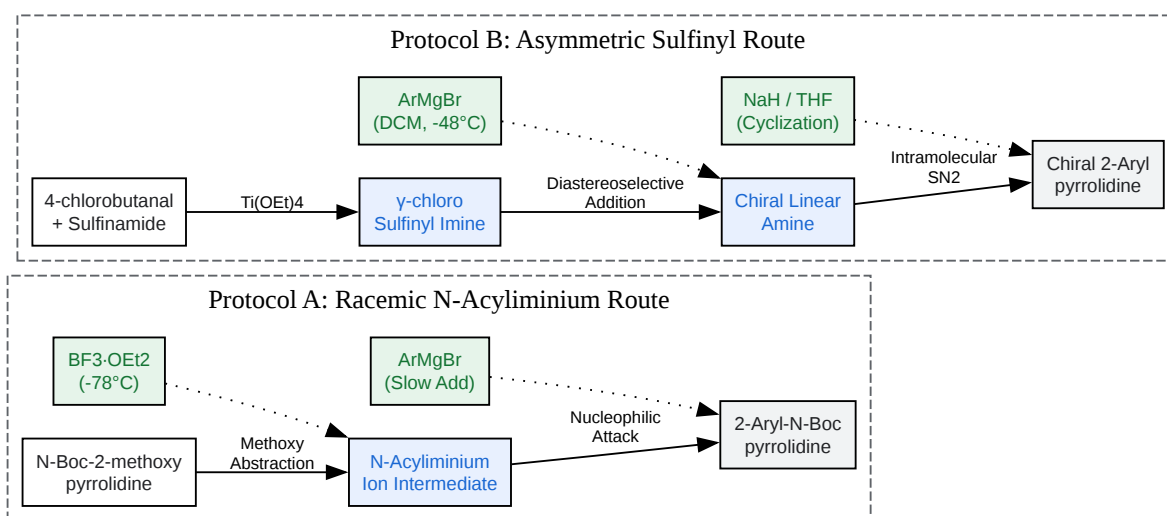 Protocol B: Asymmetric Sulfinyl Route
ArMgBr
(DCM, -48°C)
NaH / THF
(Cyclization)
4-chlorobutanal
+ Sulfinamide
Ti(OEt)4
γ-chloro
Sulfinyl Imine
Diastereoselective
Addition
Chiral Linear
Amine
Intramolecular
SN2
Chiral 2-Aryl
pyrrolidine
Protocol A: Racemic N-Acyliminium Route
BF3·OEt2
(-78°C)
ArMgBr
(Slow Add)
N-Boc-2-methoxy
pyrrolidine
Methoxy
Abstraction
N-Acyliminium
Ion Intermediate
Nucleophilic
Attack
2-Aryl-N-Boc
pyrrolidine